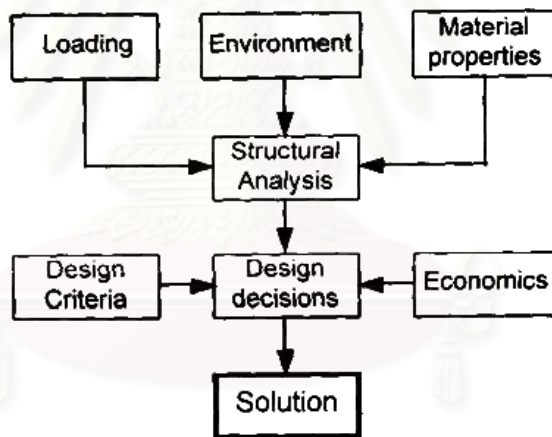 Loading
Environment
Material
properties
Structural
Analysis
Design
Criteria
Design
decisions
Economics
Solution